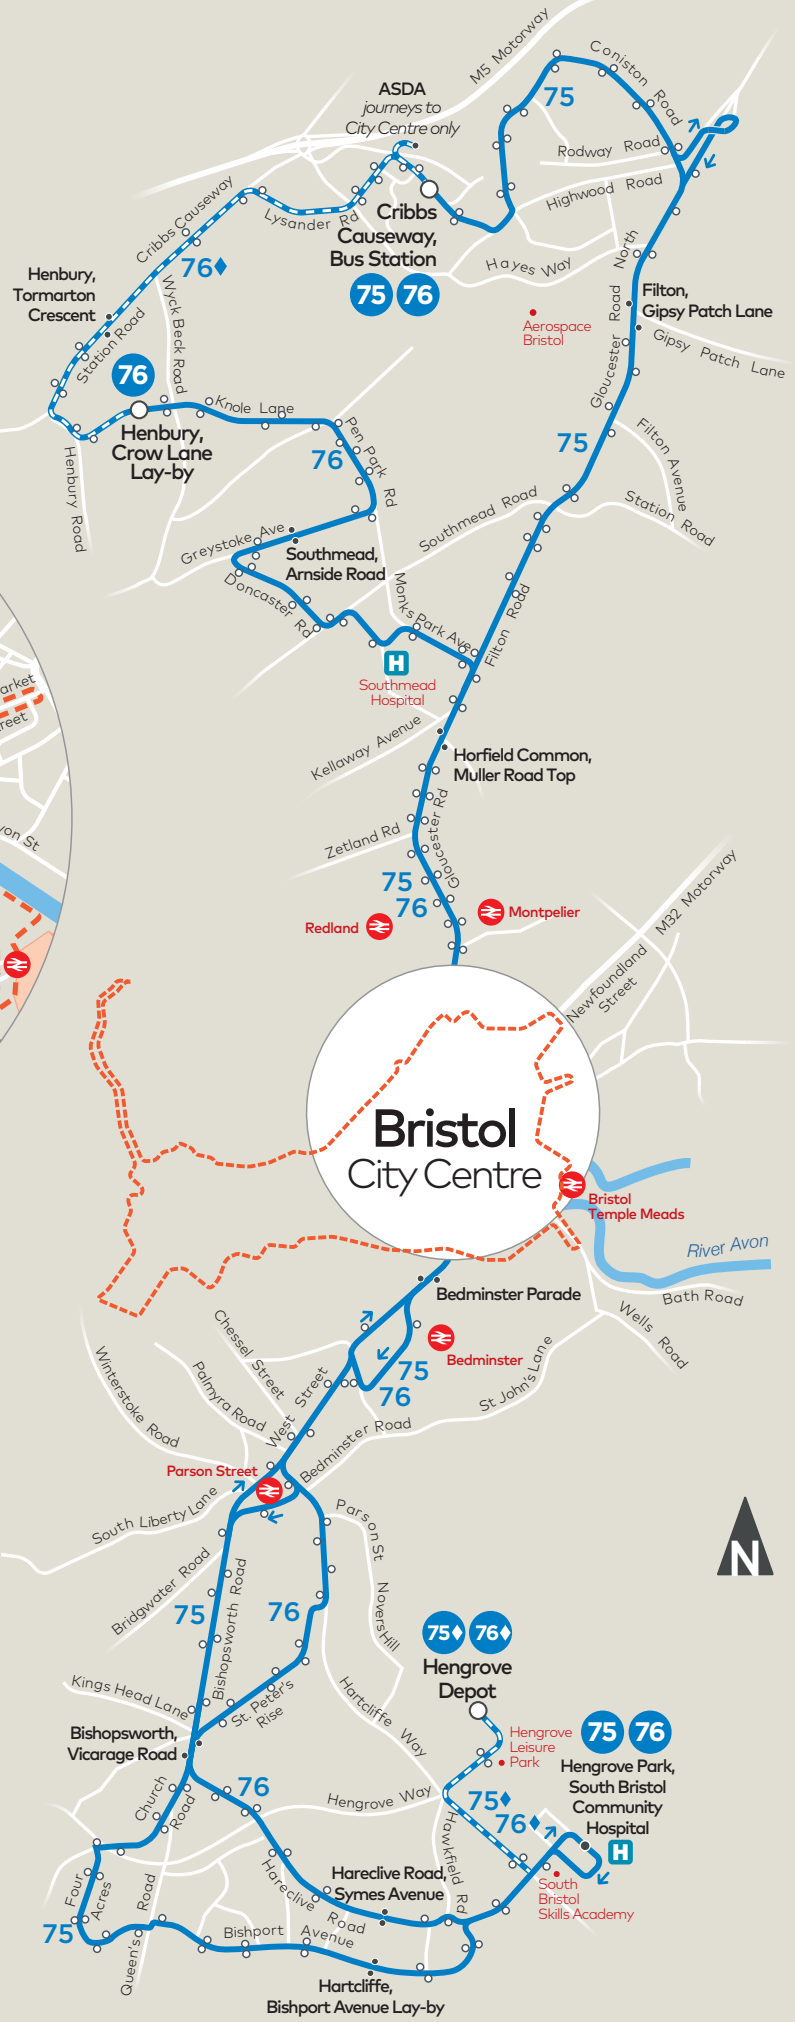 M5 Motorway
Coniston Road
ASDA
journeys to
City Centre only
75
Rodway Road
Highwood Road
Cribbs Causeway
Lysander Rd
Cribbs
Causeway,
Bus Station
75 76
Hayes Way
Gloucester Road North
76♦
Henbury,
Tormarton
Crescent
Station Road
Wyck Beck Road
Aerospace
Bristol
Filton,
Gipsy Patch Lane
Gipsy Patch Lane
76
Henbury,
Crow Lane
Lay-by
Knole Lane
76
Pen Park Rd
75
Filton Avenue
Station Road
Henbury Road
Southmead Road
Greystoke Ave
Southmead,
Arnside Road
Doncaster Rd
Monks Park Ave
Filton Road
H
Southmead
Hospital
Kellaway Avenue
Horfield Common,
Muller Road Top
arket
reet
von St
Zetland Rd
Gloucester Rd
75
76
Redland
Montpelier
M32 Motorway
Newfoundland
Street
Bristol
City Centre
Bristol
Temple Meads
River Avon
Bath Road
Wells Road
Bedminster Parade
Bedminster
75
76
Chessel Street
Palmyra Road
Winterstoke Road
West Street
St John's Lane
Bedminster Road
Parson Street
South Liberty Lane
Parson St
Novers Hill
N
Bridgwater Road
Bishopsworth Road
75
76
75♦ 76♦
Hengrove
Depot
Kings Head Lane
St. Peter's
Rise
Hartcliffe Way
Bishopsworth,
Vicarage Road
Hengrove
Leisure
Park
75 76
Hengrove Park,
South Bristol
Community
Hospital
H
Church
Road
76
Hengrove Way
75♦
76♦
Hawkfield Rd
Four
Acres
Queen's Road
Hareclive Road
Hareclive Road,
Symes Avenue
South
Bristol
Skills Academy
75
Bishport Avenue
Hartcliffe,
Bishport Avenue Lay-by